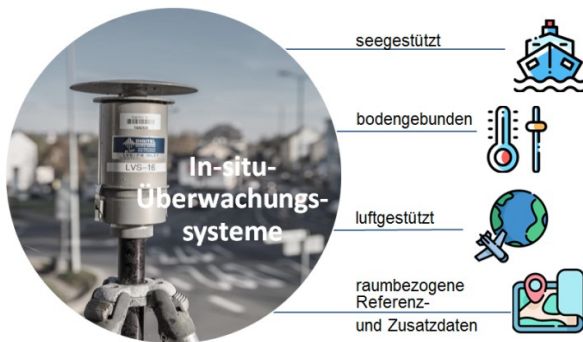 seegestützt
bodengebunden
In-situ-
Überwachungs-
systeme
luftgestützt
raumbezogene
Referenz-
und Zusatzdaten
LVS-16